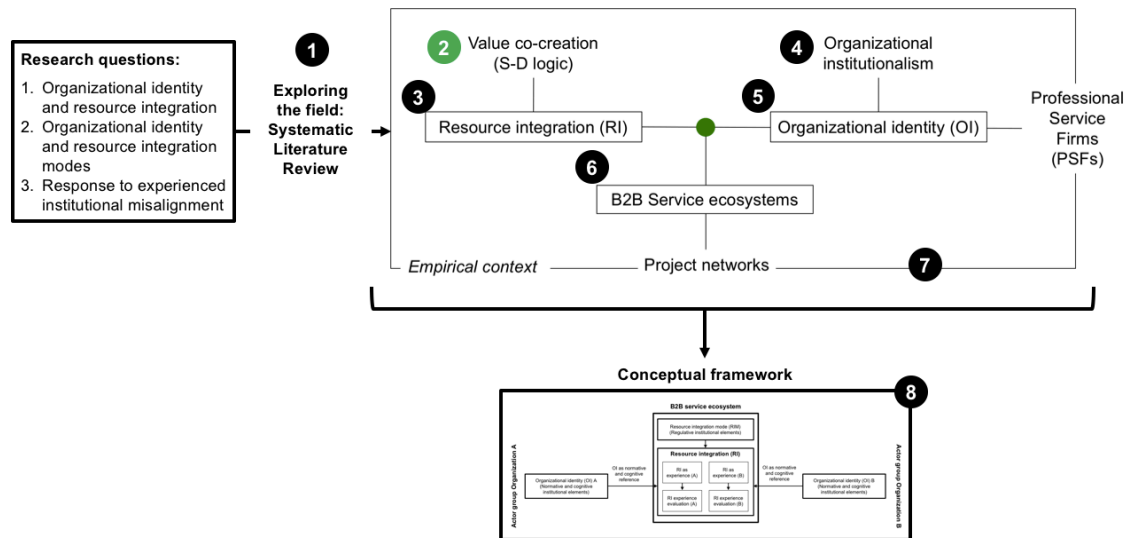 Research questions:
1. Organizational identity
and resource integration
2. Organizational identity
and resource integration
modes
3. Response to experienced
institutional misalignment
1
Exploring
the field:
Systematic
Literature
Review
2
Value co-creation
(S-D logic)
3
Resource integration (RI)
4
Organizational
institutionalism
5
Organizational identity (OI)
Professional
Service
Firms
(PSFs)
6
B2B Service ecosystems
Empirical context
Project networks
7
Conceptual framework
8
B2B service ecosystem
Resource integration mode (RIM)
(Regulative institutional elements)
Resource integration (RI)
RI as
experience (A)
RI as
experience (B)
RI experience
evaluation (A)
RI experience
evaluation (B)
Actor group Organization A
Organizational identity (OI) A
(Normative and cognitive
institutional elements)
OI as normative
and cognitive
reference
OI as normative
and cognitive
reference
Organizational identity (OI) B
(Normative and cognitive
institutional elements)
Actor group Organization B